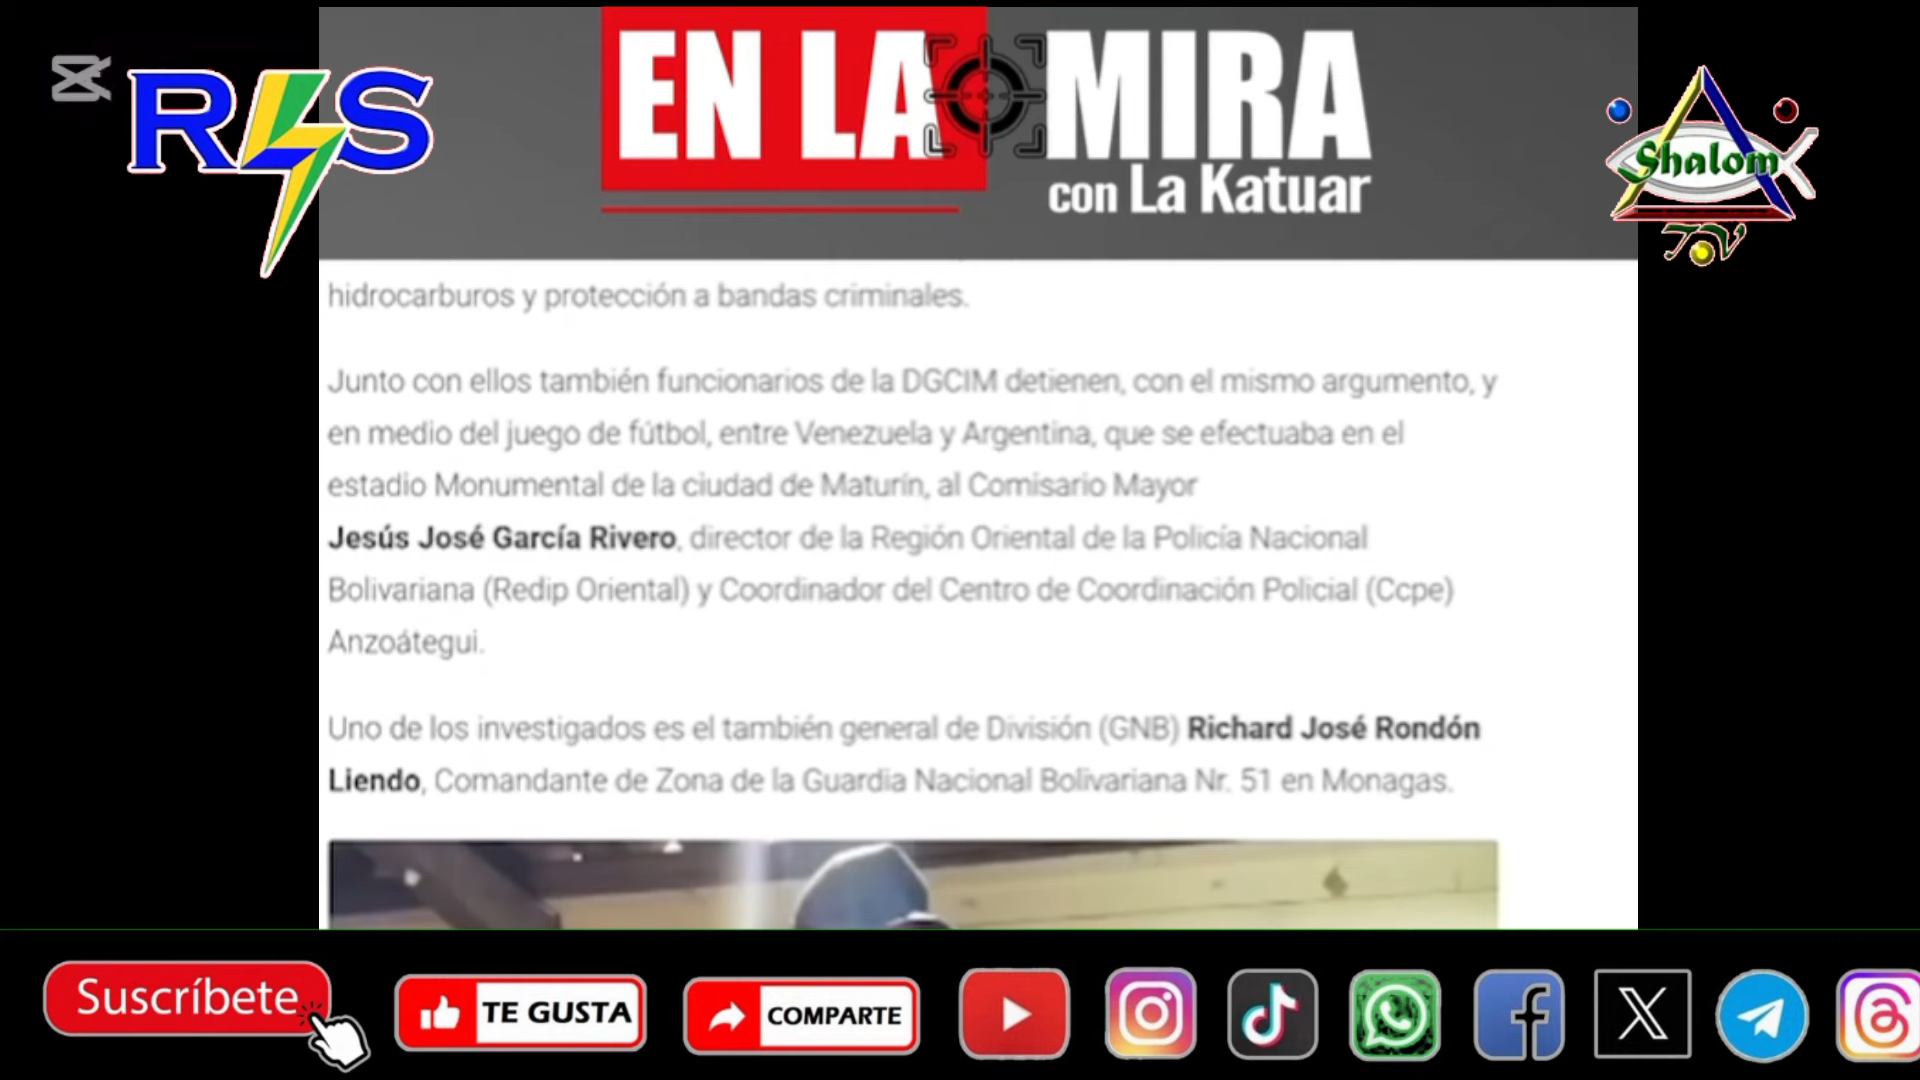 RS
EN LA MIRA
con La Katuar
Shalom
TV
hidrocarburos y protección a bandas criminales.
Junto con ellos también funcionarios de la DGCIM detienen, con el mismo argumento, y
en medio del juego de fútbol, entre Venezuela y Argentina, que se efectuaba en el
estadio Monumental de la ciudad de Maturín, al Comisario Mayor
Jesús José García Rivero, director de la Región Oriental de la Policía Nacional
Bolivariana (Redip Oriental) y Coordinador del Centro de Coordinación Policial (Ccpe)
Anzoátegui.
Uno de los investigados es el también general de División (GNB) Richard José Rondón
Liendo, Comandante de Zona de la Guardia Nacional Bolivariana Nr. 51 en Monagas.
Suscríbete
TE GUSTA
COMPARTE